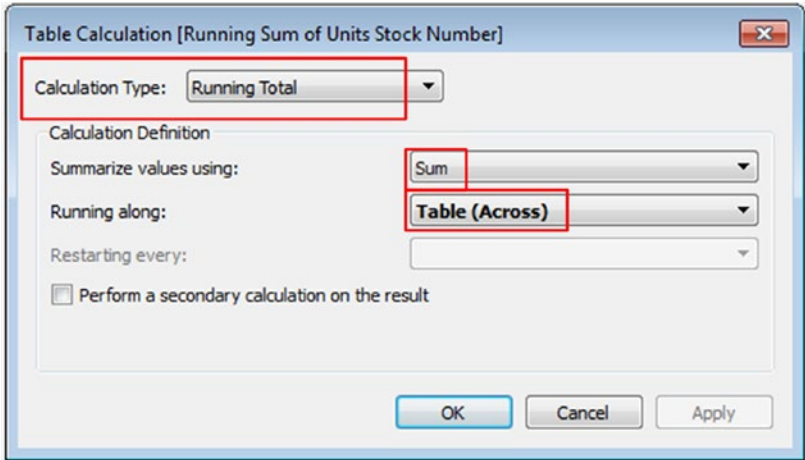 Table Calculation [Running Sum of Units Stock Number]
Calculation Type: Running Total
Calculation Definition
Summarize values using: Sum
Running along: Table (Across)
Restarting every:
Perform a secondary calculation on the result
OK Cancel Apply